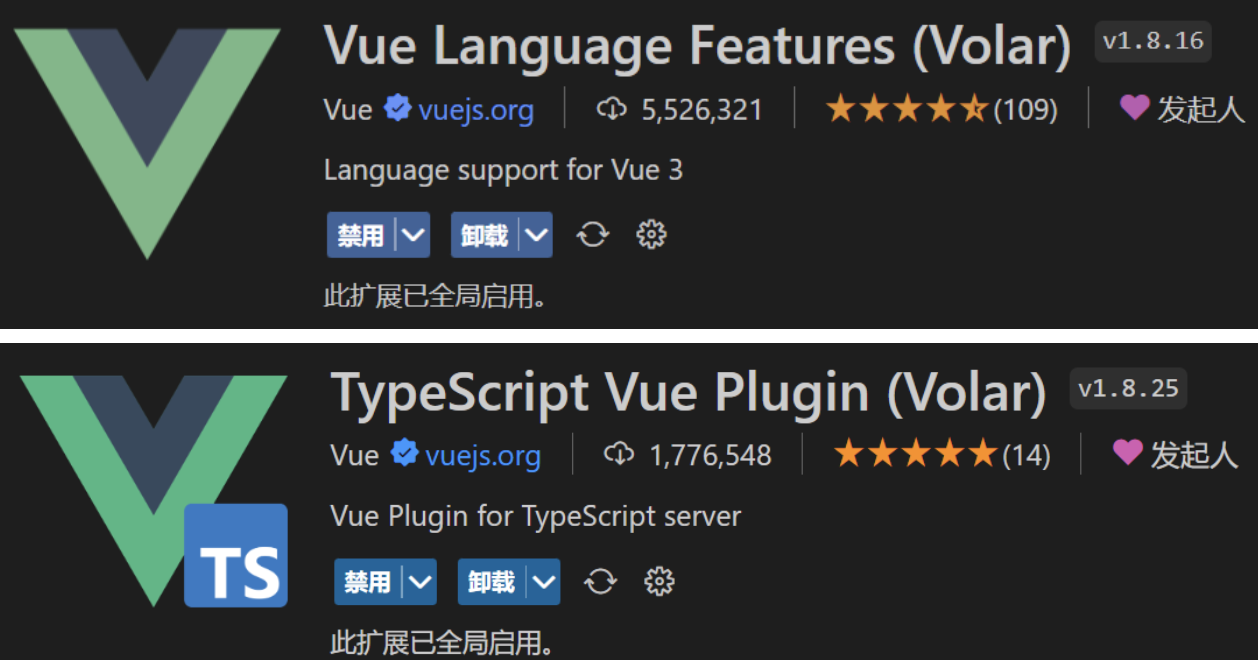 Vue Language Features (Volar) v1.8.16
Vue vuejs.org 5,526,321 (109) 发起人
Language support for Vue 3
禁用 卸载
此扩展已全局启用。
TypeScript Vue Plugin (Volar) v1.8.25
Vue vuejs.org 1,776,548 (14) 发起人
Vue Plugin for TypeScript server
TS
禁用 卸载
此扩展已全局启用。